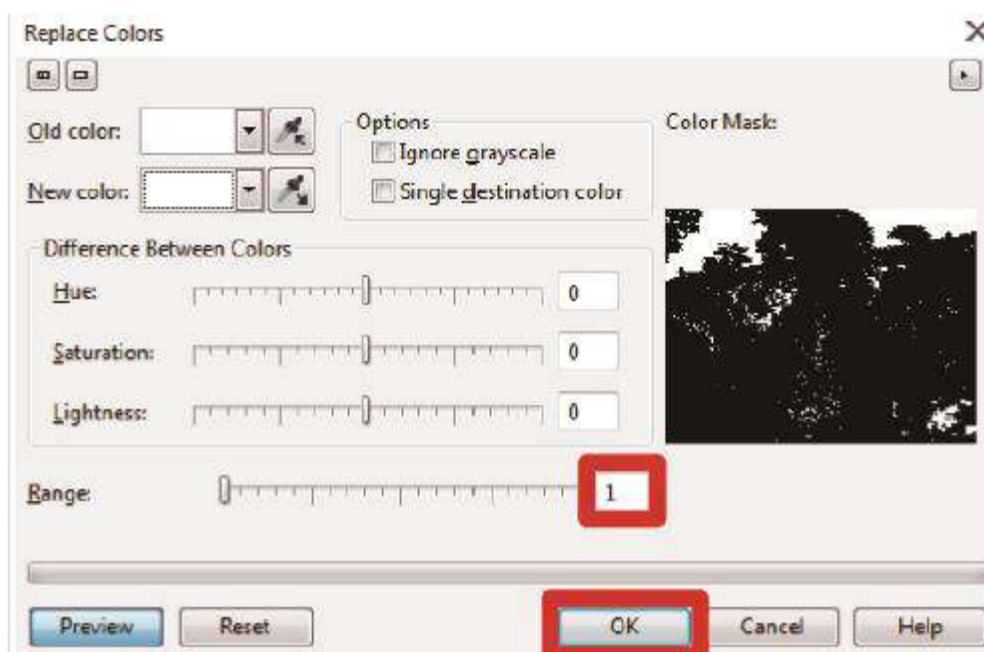 Replace Colors
Old color:
Options
Color Mask:
Ignore grayscale
New color:
Single destination color
Difference Between Colors
Hue: 0
Saturation: 0
Lightness: 0
Range: 1
Preview Reset OK Cancel Help